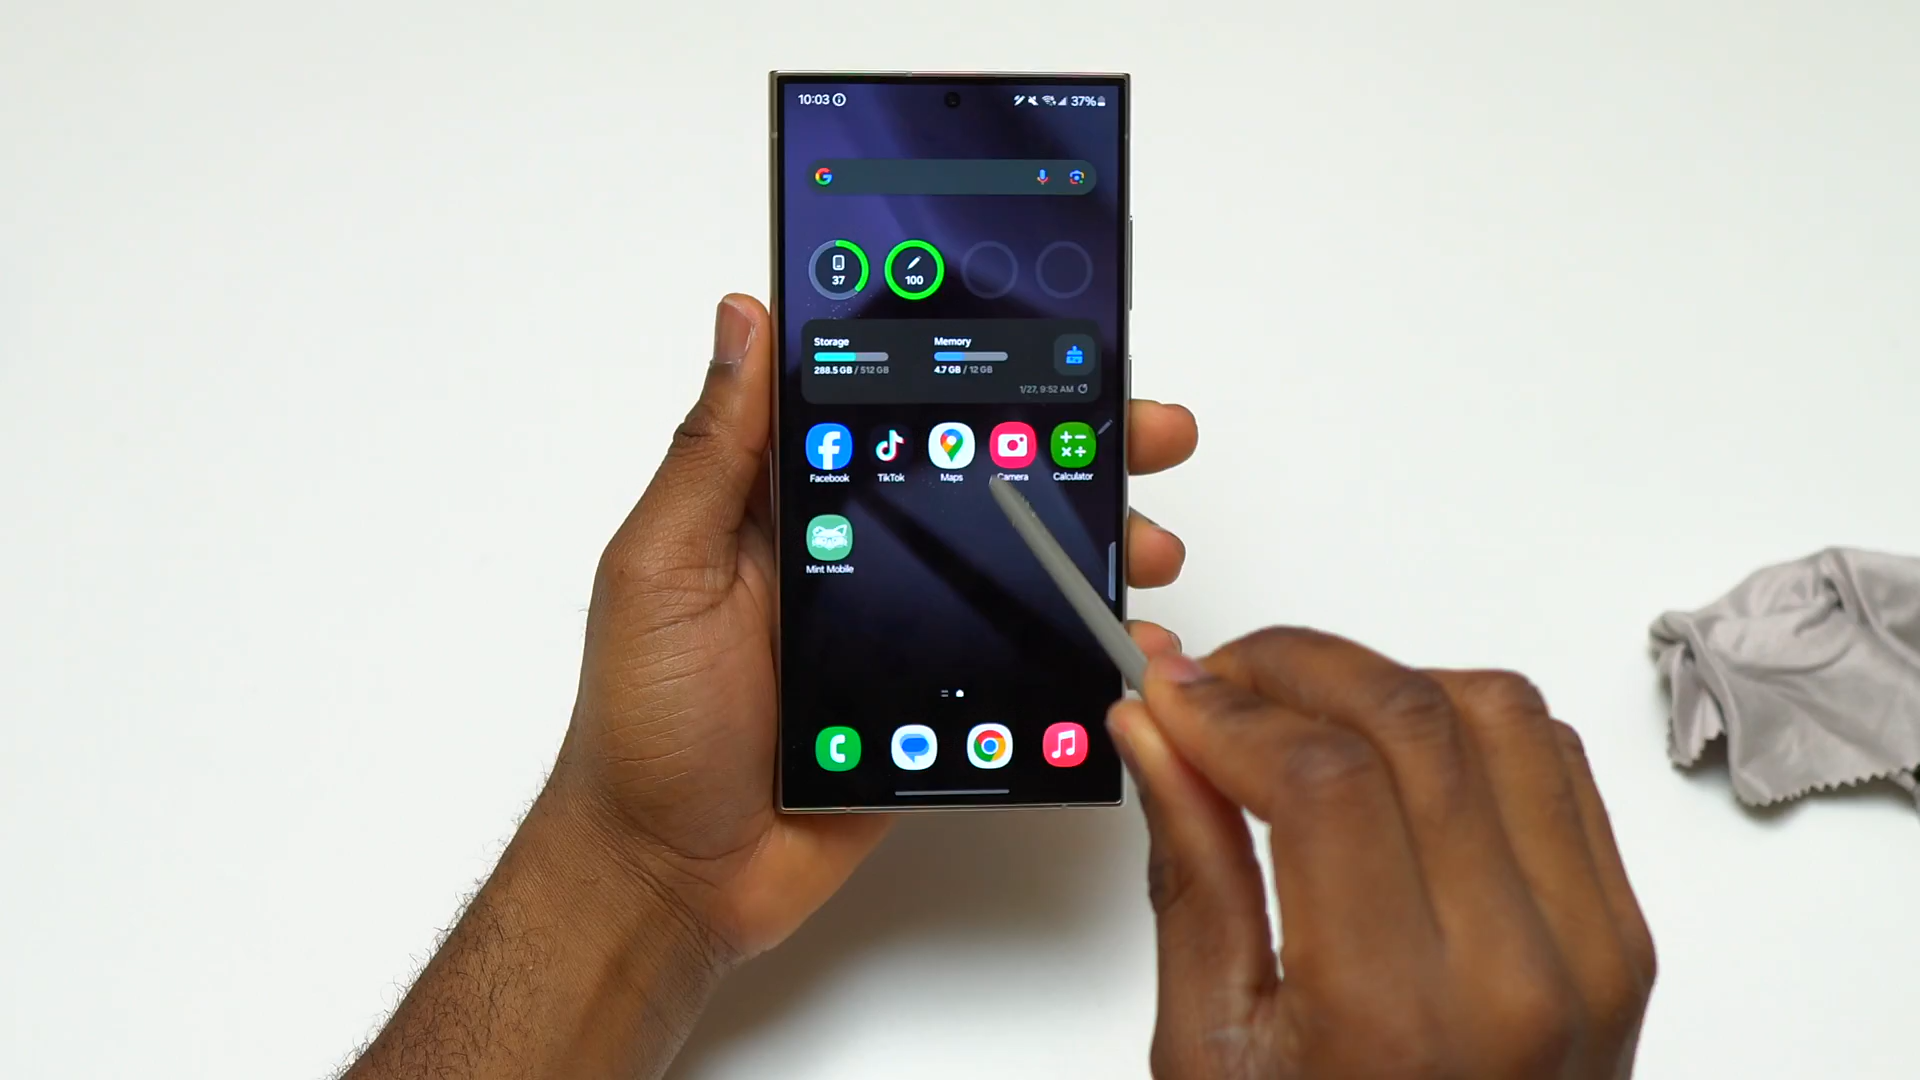 10:03 37%
37 100
Storage Memory
288.5 GB / 512 GB 4.7 GB / 12 GB
1/27, 9:52 AM
Facebook TikTok Maps Camera Calculator
Mint Mobile